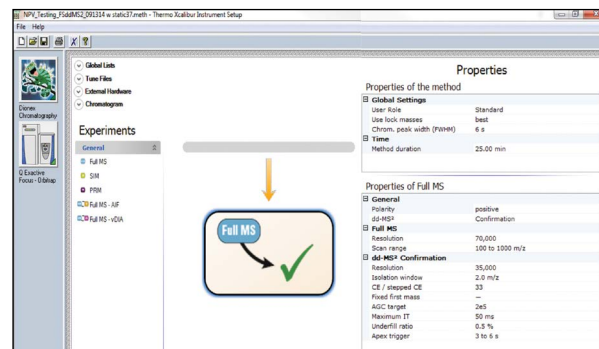 NPV_Testing_FSddMS2_091314 w static37.meth - Thermo Xcalibur Instrument Setup
File Help
Dionex
Chromatography
Q Exactive
Focus - Orbitrap
Global Lists
Tune Files
External Hardware
Chromatogram
Experiments
General
Full MS
SIM
PRM
Full MS - AIF
Full MS - vDIA
Full MS
Properties
Properties of the method
Global Settings
User Role Standard
Use lock masses best
Chrom. peak width (FWHM) 6 s
Time
Method duration 25.00 min
Properties of Full MS
General
Polarity positive
dd-MS² Confirmation
Full MS
Resolution 70,000
Scan range 100 to 1000 m/z
dd-MS² Confirmation
Resolution 35,000
Isolation window 2.0 m/z
CE / stepped CE 33
Fixed first mass —
AGC target 2e5
Maximum IT 50 ms
Underfill ratio 0.5 %
Apex trigger 3 to 6 s